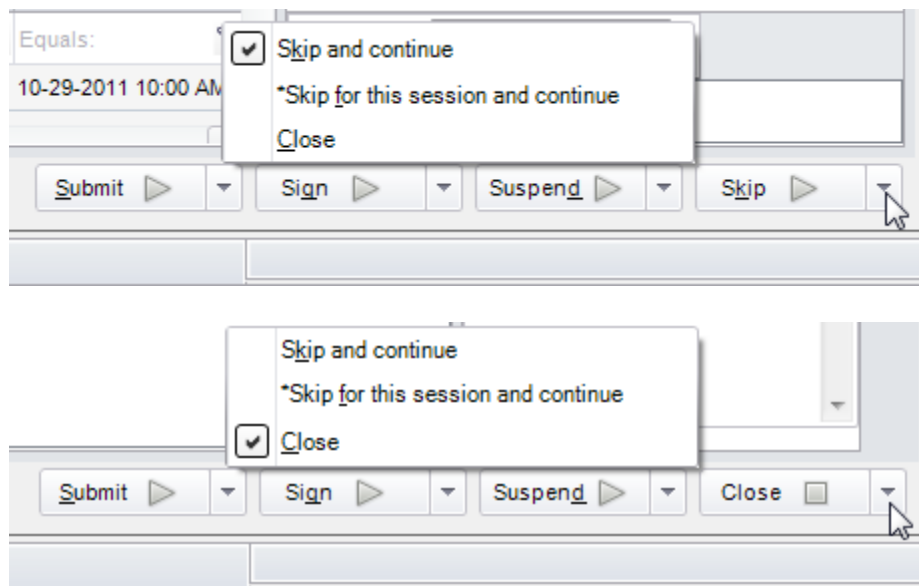 Equals:
Skip and continue
10-29-2011 10:00 AM
*Skip for this session and continue
Close
Submit
Sign
Suspend
Skip
Skip and continue
*Skip for this session and continue
Close
Submit
Sign
Suspend
Close